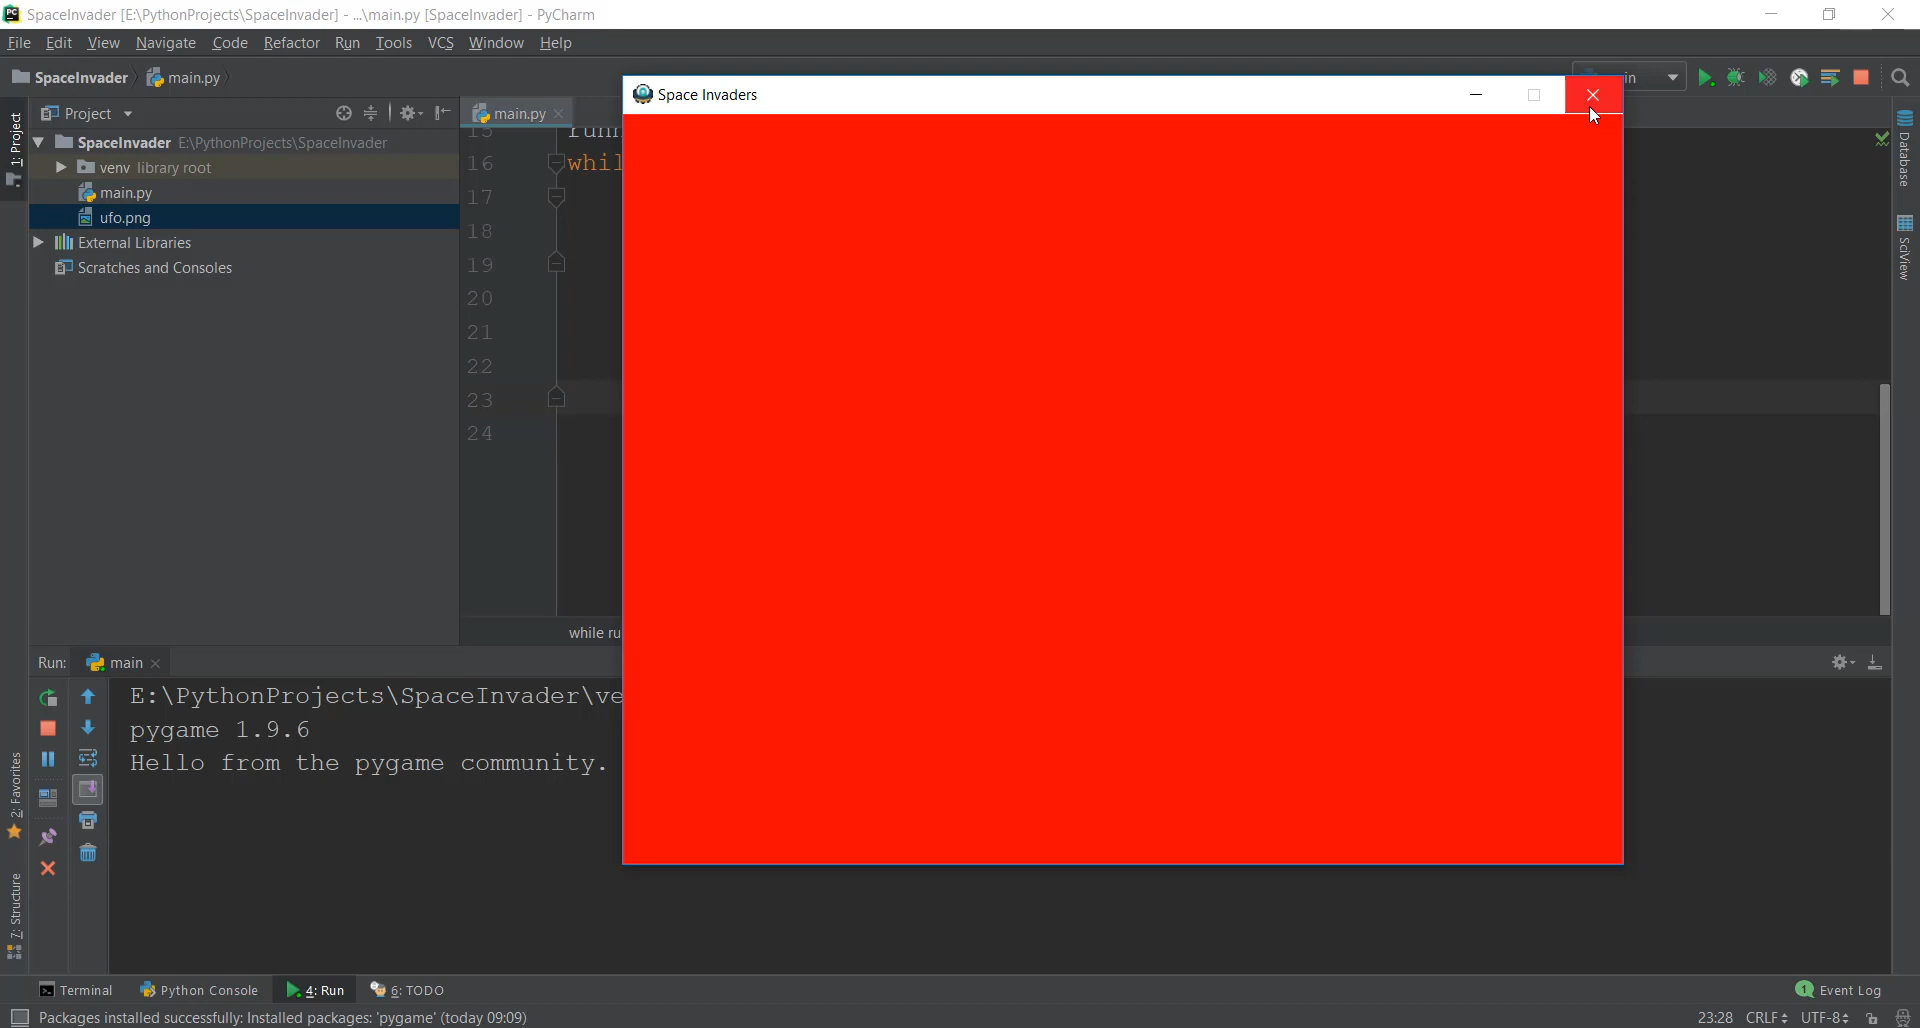 SpaceInvader [E:\PythonProjects\SpaceInvader] - ...\main.py [SpaceInvader] - PyCharm
File Edit View Navigate Code Refactor Run Tools VCS Window Help
SpaceInvader main.py
in
Space Invaders
Project
main.py
1: Project
SpaceInvader E:\PythonProjects\SpaceInvader
venv library root
main.py
ufo.png
External Libraries
Scratches and Consoles
15 runn
16 whil
17
18
19
20
21
22
23
24
while ru
Database
SciView
Run: main
E:\PythonProjects\SpaceInvader\ve
pygame 1.9.6
Hello from the pygame community.
2: Favorites
7: Structure
Terminal Python Console 4: Run 6: TODO
1 Event Log
Packages installed successfully: Installed packages: 'pygame' (today 09:09)
23:28 CRLF UTF-8